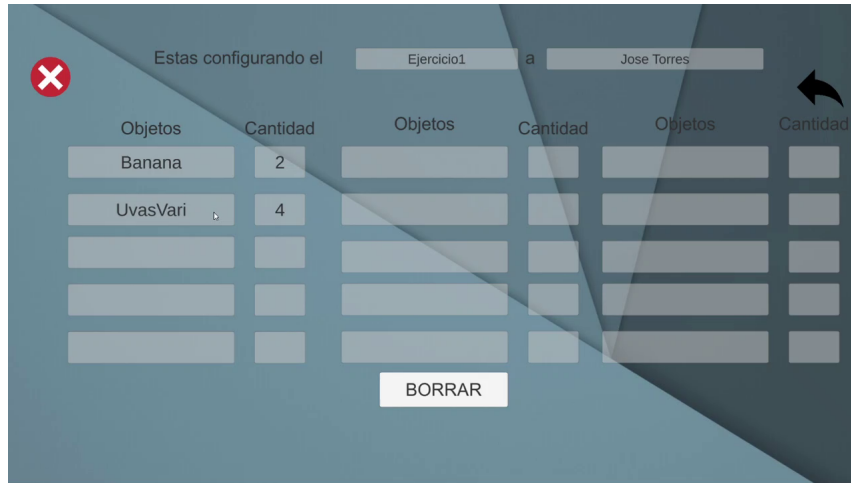 Estas configurando el Ejercicio1 a Jose Torres
Objetos Cantidad Objetos Cantidad Objetos Cantidad
Banana 2
UvasVari 4
BORRAR